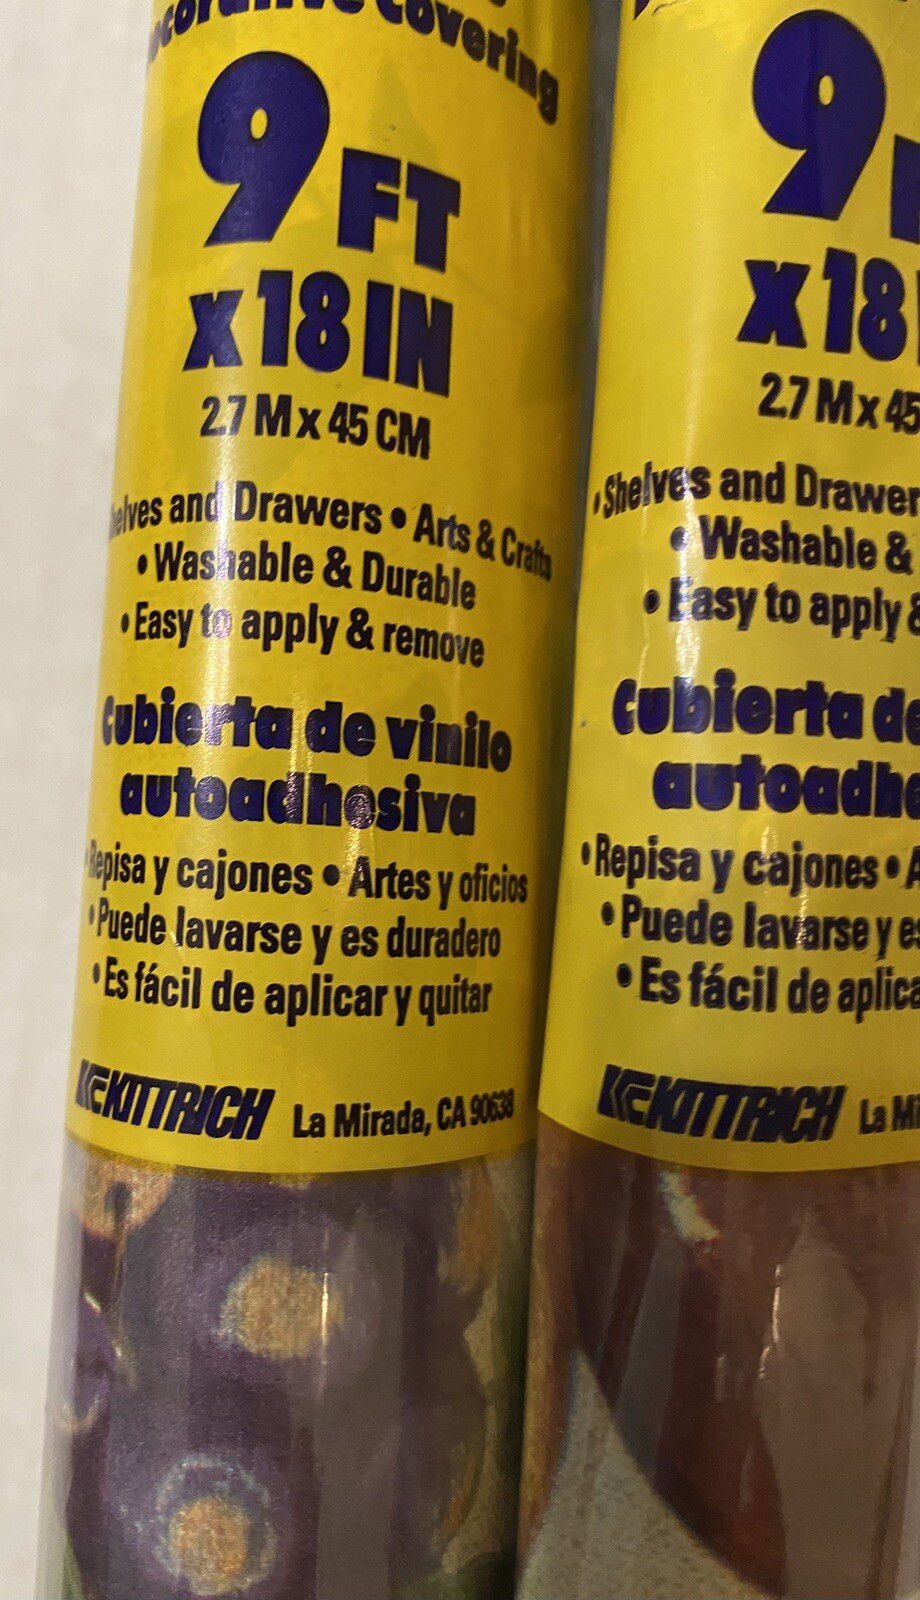 Covering
9 FT
x 18 IN
2.7 M x 45 CM
and Drawers • Arts & Crafts
• Washable & Durable
• Easy to apply & remove
Cubierta de vinilo
autoadhesiva
•Repisa y cajones • Artes y oficios
•Puede lavarse y es duradero
•Es fácil de aplicar y quitar
KITTRICH La Mirada, CA 90638
9
x 18
2.7 M x 45
•Shelves and Drawer
•Washable &
• Easy to apply &
Cubierta de
autoadhe
•Repisa y cajones •
• Puede lavarse y es
• Es fácil de aplica
KITTRICH La Mi